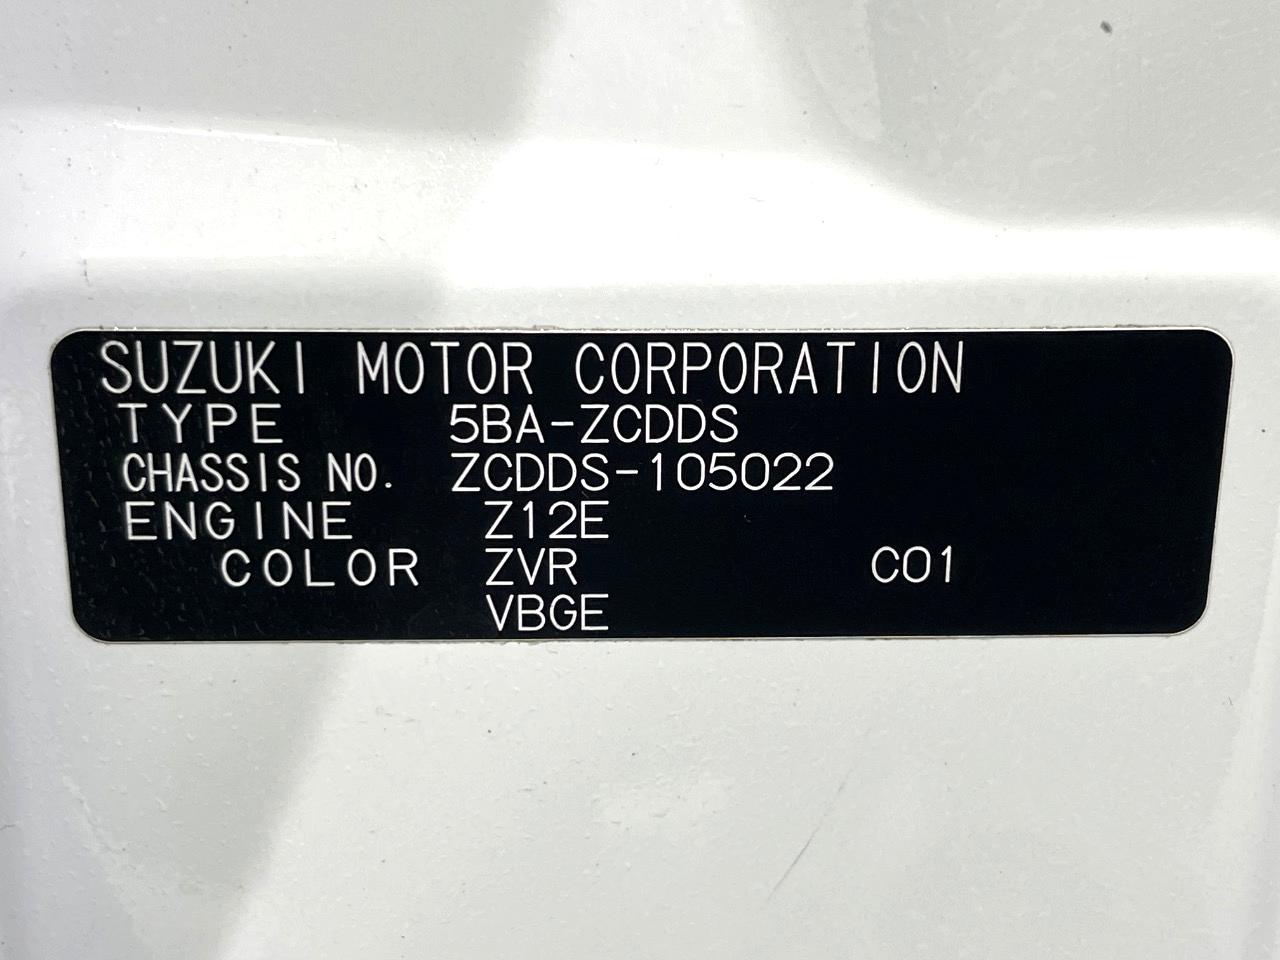 SUZUKI MOTOR CORPORATION
TYPE 5BA-ZCDDS
CHASSIS NO. ZCDDS-105022
ENGINE Z12E
COLOR ZVR C01
VBGE